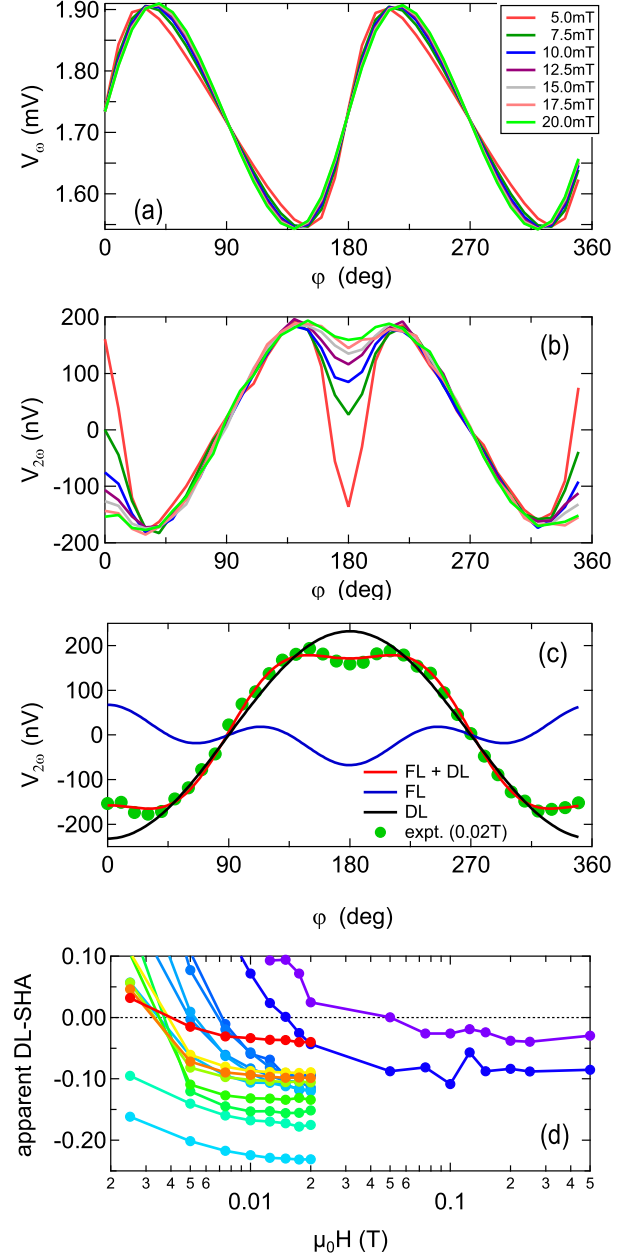 1.90
1.80
1.70
1.60
V_ω (mV)
5.0mT
7.5mT
10.0mT
12.5mT
15.0mT
17.5mT
20.0mT
(a)
0 90 180 270 360
φ (deg)
200
100
0
-100
-200
V_2ω (nV)
(b)
0 90 180 270 360
φ (deg)
200
100
0
-100
-200
V_2ω (nV)
(c)
FL + DL
FL
DL
expt. (0.02T)
0 90 180 270 360
φ (deg)
0.10
0.00
-0.10
-0.20
apparent DL-SHA
(d)
2 3 4 5 6 0.01 2 3 4 5 6 0.1 2 3 4 5
μ₀H (T)